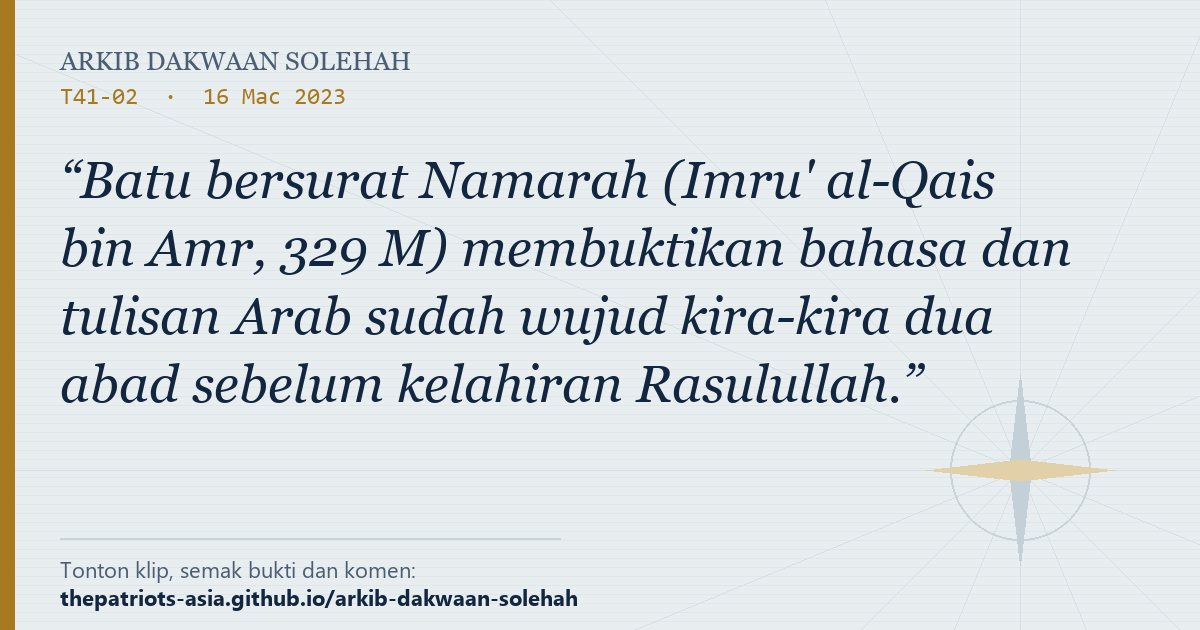 ARKIB DAKWAAN SOLEHAH
T41-02 · 16 Mac 2023
“Batu bersurat Namarah (Imru' al-Qais
bin Amr, 329 M) membuktikan bahasa dan
tulisan Arab sudah wujud kira-kira dua
abad sebelum kelahiran Rasulullah.”
Tonton klip, semak bukti dan komen:
thepatriots-asia.github.io/arkib-dakwaan-solehah